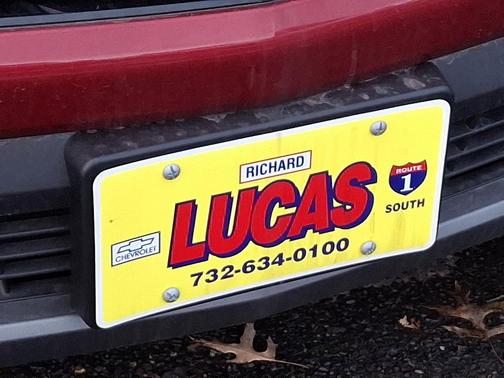 RICHARD
LUCAS
ROUTE
1
SOUTH
CHEVROLET
732-634-0100